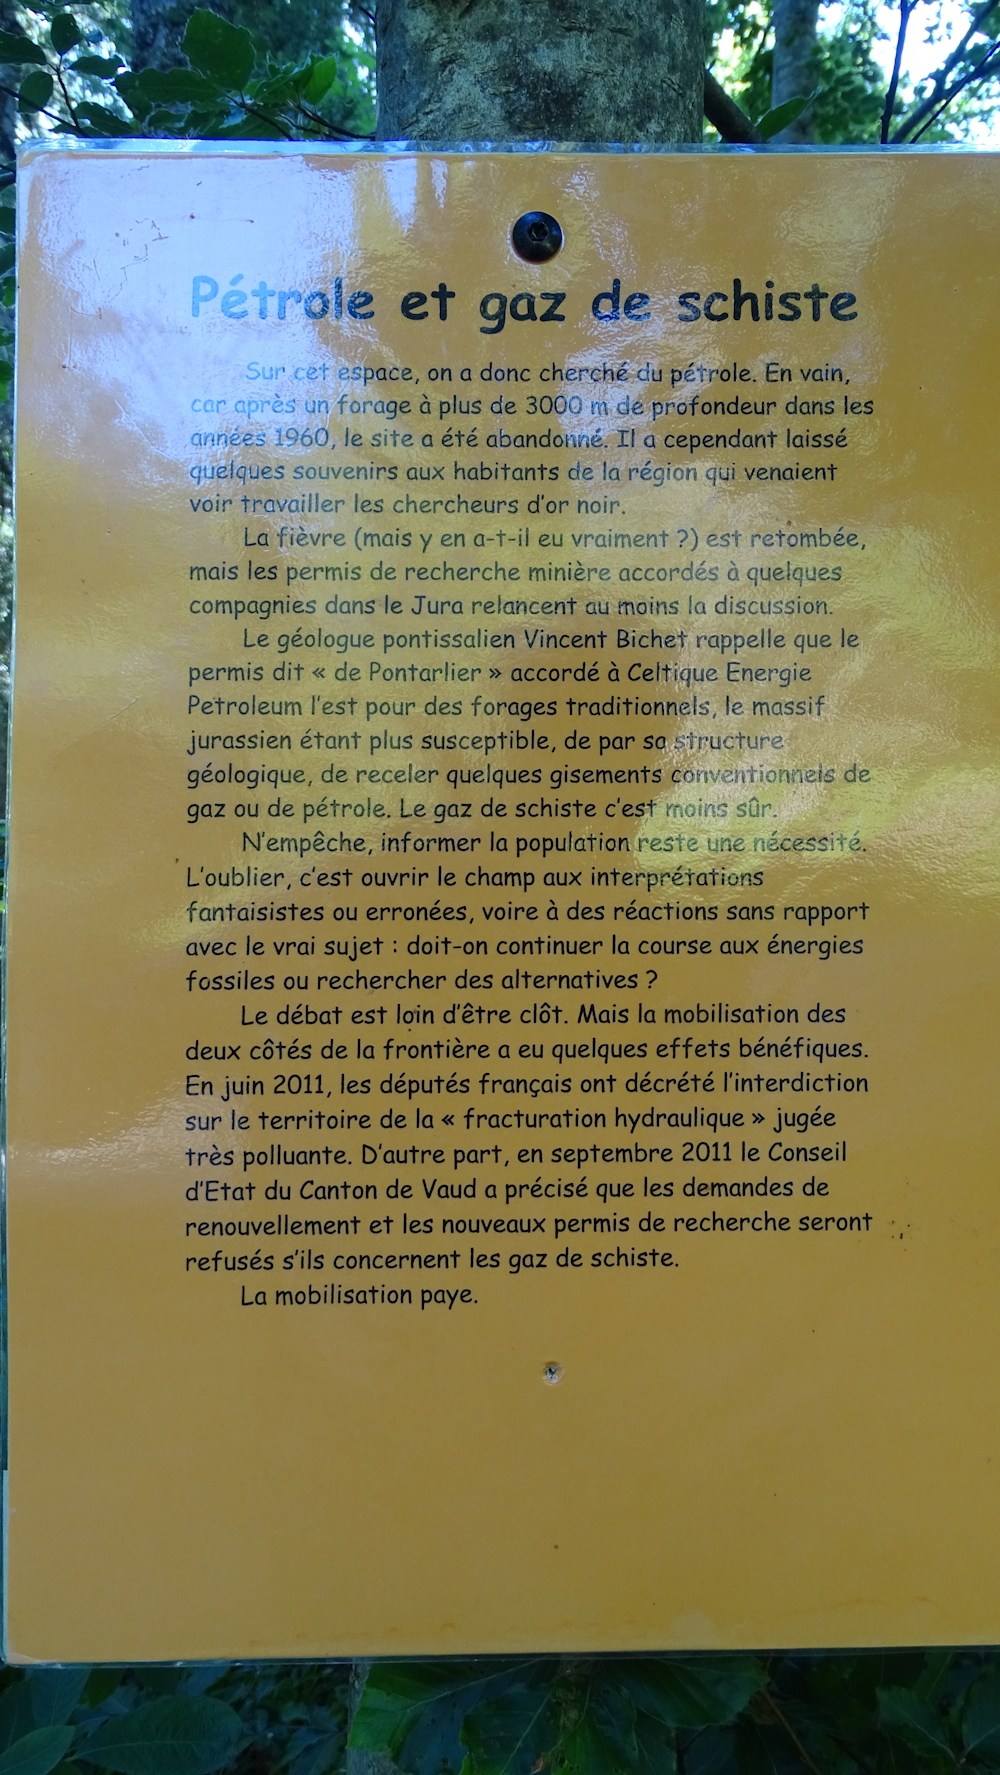 Pétrole et gaz de schiste
Sur cet espace, on a donc cherché du pétrole. En vain,
car après un forage à plus de 3000 m de profondeur dans les
années 1960, le site a été abandonné. Il a cependant laissé
quelques souvenirs aux habitants de la région qui venaient
voir travailler les chercheurs d'or noir.
La fièvre (mais y en a-t-il eu vraiment ?) est retombée,
mais les permis de recherche minière accordés à quelques
compagnies dans le Jura relancent au moins la discussion.
Le géologue pontissalien Vincent Bichet rappelle que le
permis dit « de Pontarlier » accordé à Celtique Energie
Petroleum l'est pour des forages traditionnels, le massif
jurassien étant plus susceptible, de par sa structure
géologique, de receler quelques gisements conventionnels de
gaz ou de pétrole. Le gaz de schiste c'est moins sûr.
N'empêche, informer la population reste une nécessité.
L'oublier, c'est ouvrir le champ aux interprétations
fantaisistes ou erronées, voire à des réactions sans rapport
avec le vrai sujet : doit-on continuer la course aux énergies
fossiles ou rechercher des alternatives ?
Le débat est loin d'être clôt. Mais la mobilisation des
deux côtés de la frontière a eu quelques effets bénéfiques.
En juin 2011, les députés français ont décrété l'interdiction
sur le territoire de la « fracturation hydraulique » jugée
très polluante. D'autre part, en septembre 2011 le Conseil
d'Etat du Canton de Vaud a précisé que les demandes de
renouvellement et les nouveaux permis de recherche seront
refusés s'ils concernent les gaz de schiste.
La mobilisation paye.